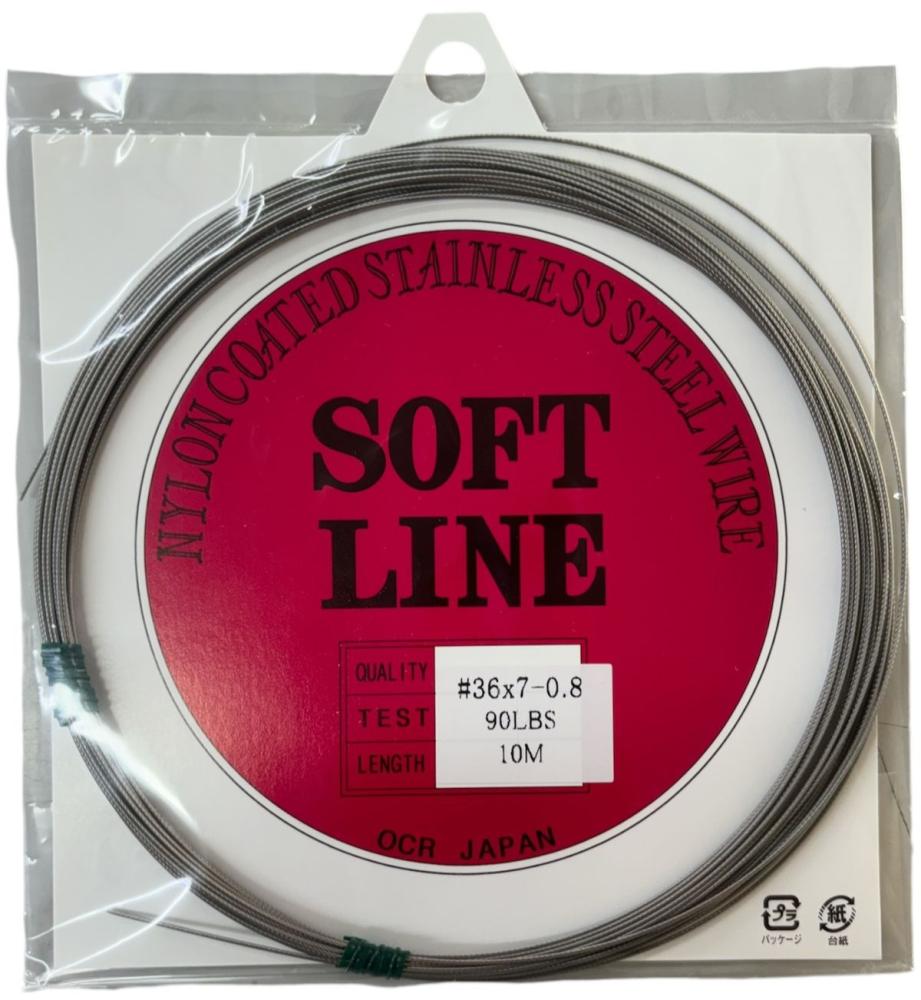 NYLON COATED STAINLESS STEEL WIRE
SOFT
LINE
QUALITY #36x7-0.8
TEST 90LBS
LENGTH 10M
OCR JAPAN
プラ 紙
パッケージ 台紙